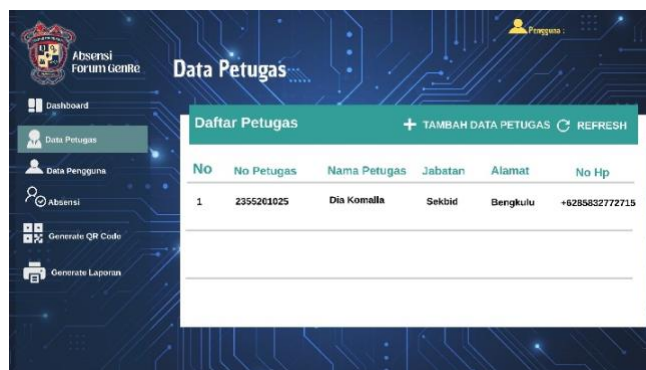 Absensi
Forum GenRe
Pengguna :
Data Petugas
Dashboard
Data Petugas
Data Pengguna
Absensi
Generate QR Code
Generate Laporan
Daftar Petugas
TAMBAH DATA PETUGAS
REFRESH
No No Petugas Nama Petugas Jabatan Alamat No Hp
1 2355201025 Dia Komalla Sekbid Bengkulu +6285832772715